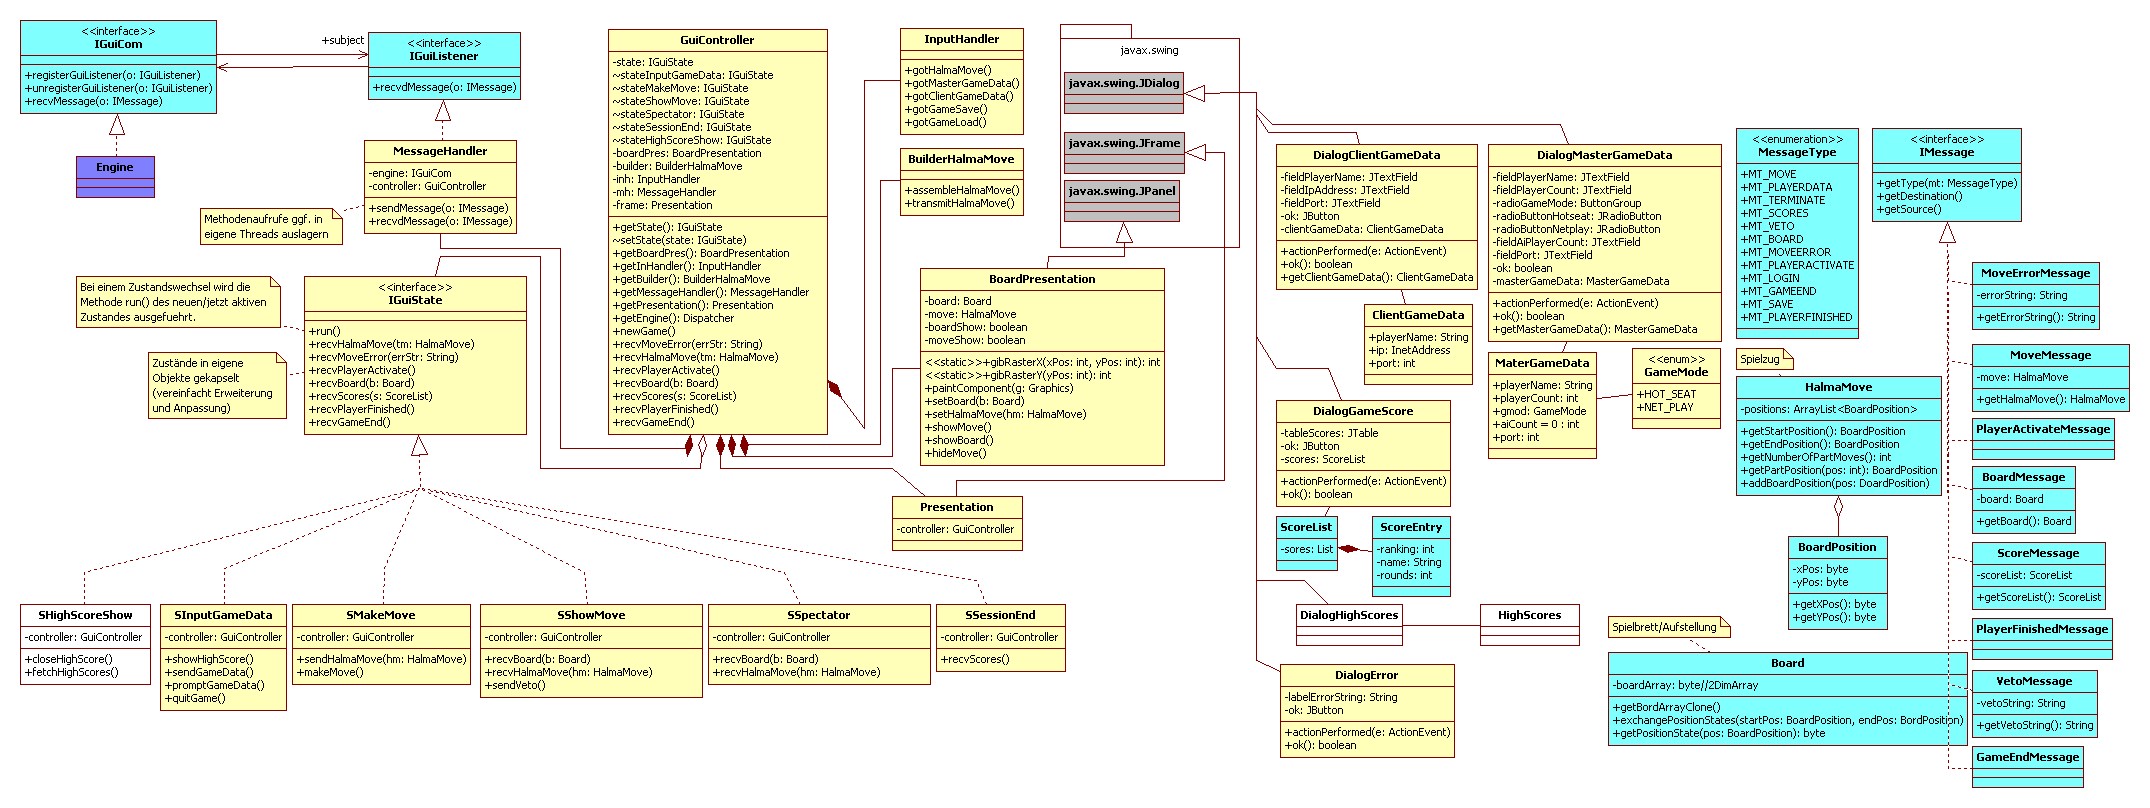 <<interface>>
IGuiCom
+registerGuiListener(o: IGuiListener)
+unregisterGuiListener(o: IGuiListener)
+recvMessage(o: IMessage)
+subject
<<interface>>
IGuiListener
+recvdMessage(o: IMessage)
Engine
MessageHandler
-engine: IGuiCom
-controller: GuiController
+sendMessage(o: IMessage)
+recvdMessage(o: IMessage)
Methodenaufrufe ggf. in
eigene Threads auslagern
Bei einem Zustandswechsel wird die
Methode run() des neuen/jetzt aktiven
Zustandes ausgefuehrt.
Zustände in eigene
Objekte gekapselt
(vereinfacht Erweiterung
und Anpassung)
<<interface>>
IGuiState
+run()
+recvHalmaMove(tm: HalmaMove)
+recvMoveError(errStr: String)
+recvPlayerActivate()
+recvBoard(b: Board)
+recvScores(s: ScoreList)
+recvPlayerFinished()
+recvGameEnd()
GuiController
-state: IGuiState
~stateInputGameData: IGuiState
~stateMakeMove: IGuiState
~stateShowMove: IGuiState
~stateSpectator: IGuiState
~stateSessionEnd: IGuiState
~stateHighScoreShow: IGuiState
-boardPres: BoardPresentation
-builder: BuilderHalmaMove
-inh: InputHandler
-mh: MessageHandler
-frame: Presentation
+getState(): IGuiState
~setState(state: IGuiState)
+getBoardPres(): BoardPresentation
+getInHandler(): InputHandler
+getBuilder(): BuilderHalmaMove
+getMessageHandler(): MessageHandler
+getPresentation(): Presentation
+getEngine(): Dispatcher
+newGame()
+recvMoveError(errStr: String)
+recvHalmaMove(tm: HalmaMove)
+recvPlayerActivate()
+recvBoard(b: Board)
+recvScores(s: ScoreList)
+recvPlayerFinished()
+recvGameEnd()
InputHandler
+gotHalmaMove()
+gotMasterGameData()
+gotClientGameData()
+gotGameSave()
+gotGameLoad()
BuilderHalmaMove
+assembleHalmaMove()
+transmitHalmaMove()
javax.swing
javax.swing.JDialog
javax.swing.JFrame
javax.swing.JPanel
BoardPresentation
-board: Board
-move: HalmaMove
-boardShow: boolean
-moveShow: boolean
<<static>>+gibRasterX(xPos: int, yPos: int): int
<<static>>+gibRasterY(yPos: int): int
+paintComponent(g: Graphics)
+setBoard(b: Board)
+setHalmaMove(hm: HalmaMove)
+showMove()
+showBoard()
+hideMove()
Presentation
-controller: GuiController
SHighScoreShow
-controller: GuiController
+closeHighScore()
+fetchHighScores()
SInputGameData
-controller: GuiController
+showHighScore()
+sendGameData()
+promptGameData()
+quitGame()
SMakeMove
-controller: GuiController
+sendHalmaMove(hm: HalmaMove)
+makeMove()
SShowMove
-controller: GuiController
+recvBoard(b: Board)
+recvHalmaMove(hm: HalmaMove)
+sendVeto()
SSpectator
-controller: GuiController
+recvBoard(b: Board)
+recvHalmaMove(hm: HalmaMove)
SSessionEnd
-controller: GuiController
+recvScores()
DialogClientGameData
-fieldPlayerName: JTextField
-fieldIpAddress: JTextField
-fieldPort: JTextField
-ok: JButton
-clientGameData: ClientGameData
+actionPerformed(ActionEvent)
+ok(): boolean
+getClientGameData(): ClientGameData
ClientGameData
+playerName: String
+ip: InetAddress
+port: int
DialogMasterGameData
-fieldPlayerName: JTextField
-fieldPlayerCount: JTextField
-radioGameMode: ButtonGroup
-radioButtonHotseat: JRadioButton
-radioButtonNetplay: JRadioButton
-fieldAiPlayerCount: JTextField
-fieldPort: JTextField
-ok: boolean
-masterGameData: MasterGameData
+actionPerformed(e: ActionEvent)
+ok(): boolean
+getMasterGameData(): MasterGameData
MaterGameData
+playerName: String
+playerCount: int
+gmod: GameMode
+aiCount = 0 : int
+port: int
<<enum>>
GameMode
+HOT_SEAT
+NET_PLAY
DialogGameScore
-tableScores: JTable
-ok: JButton
-scores: ScoreList
+actionPerformed(e: ActionEvent)
+ok(): boolean
ScoreList
-sores: List
ScoreEntry
-ranking: int
-name: String
-rounds: int
DialogHighScores
HighScores
DialogError
-labelErrorString: String
-ok: JButton
+actionPerformed(e: ActionEvent)
+ok(): boolean
<<enumeration>>
MessageType
+MT_MOVE
+MT_PLAYERDATA
+MT_TERMINATE
+MT_SCORES
+MT_VETO
+MT_BOARD
+MT_MOVEERROR
+MT_PLAYERACTIVATE
+MT_LOGIN
+MT_GAMEEND
+MT_SAVE
+MT_PLAYERFINISHED
<<interface>>
IMessage
+getType(mt: MessageType)
+getDestination()
+getSource()
Spielzug
HalmaMove
-positions: ArrayList<BoardPosition>
+getStartPosition(): BoardPosition
+getEndPosition(): BoardPosition
+getNumberOfPartMoves(): int
+getPartPosition(pos: int): BoardPosition
+addBoardPosition(pos: DoardPosition)
BoardPosition
-xPos: byte
-yPos: byte
+getXPos(): byte
+getYPos(): byte
Spielbrett/Aufstellung
Board
-boardArray: byte//2DimArray
+getBordArrayClone()
+exchangePositionStates(startPos: BoardPosition, endPos: BordPosition)
+getPositionState(pos: BoardPosition): byte
MoveErrorMessage
-errorString: String
+getErrorString(): String
MoveMessage
-move: HalmaMove
+getHalmaMove(): HalmaMove
PlayerActivateMessage
BoardMessage
-board: Board
+getBoard(): Board
ScoreMessage
-scoreList: ScoreList
+getScoreList(): ScoreList
PlayerFinishedMessage
VetoMessage
-vetoString: String
+getVetoString(): String
GameEndMessage